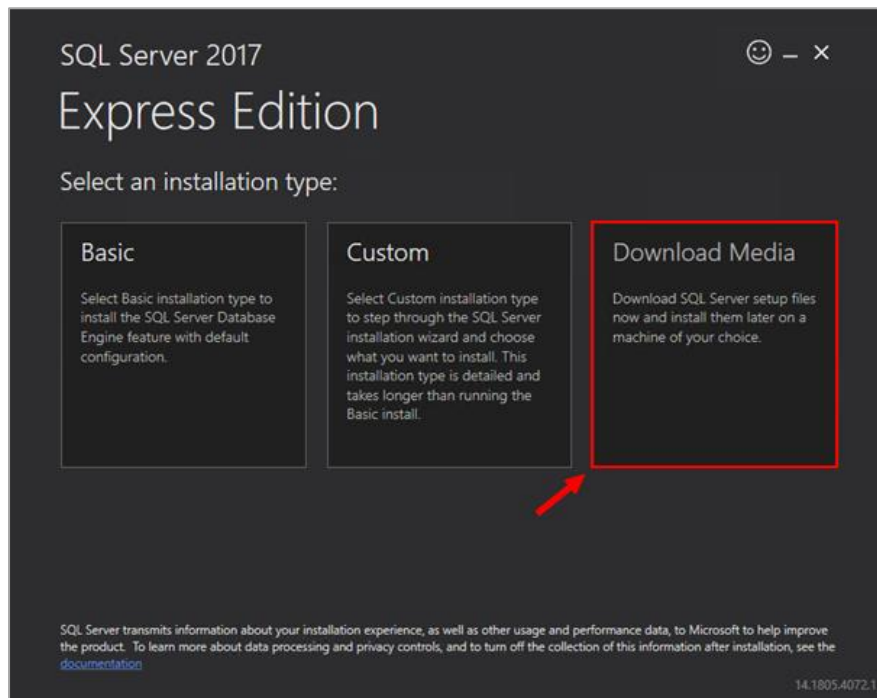 SQL Server 2017
Express Edition
Select an installation type:
Basic
Select Basic installation type to
install the SQL Server Database
Engine feature with default
configuration.
Custom
Select Custom installation type
to step through the SQL Server
installation wizard and choose
what you want to install. This
installation type is detailed and
takes longer than running the
Basic install.
Download Media
Download SQL Server setup files
now and install them later on a
machine of your choice.
SQL Server transmits information about your installation experience, as well as other usage and performance data, to Microsoft to help improve
the product. To learn more about data processing and privacy controls, and to turn off the collection of this information after installation, see the
documentation
14.1805.4072.1